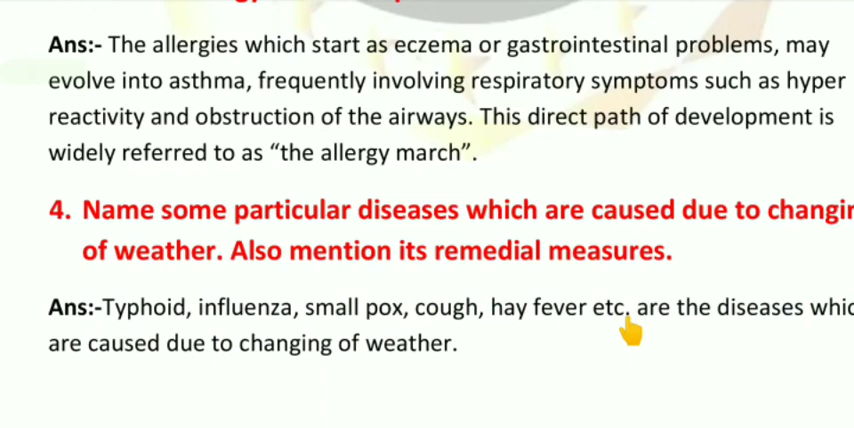 Ans:- The allergies which start as eczema or gastrointestinal problems, may
evolve into asthma, frequently involving respiratory symptoms such as hyper
reactivity and obstruction of the airways. This direct path of development is
widely referred to as “the allergy march”.
4. Name some particular diseases which are caused due to changin
of weather. Also mention its remedial measures.
Ans:-Typhoid, influenza, small pox, cough, hay fever etc. are the diseases whic
are caused due to changing of weather.